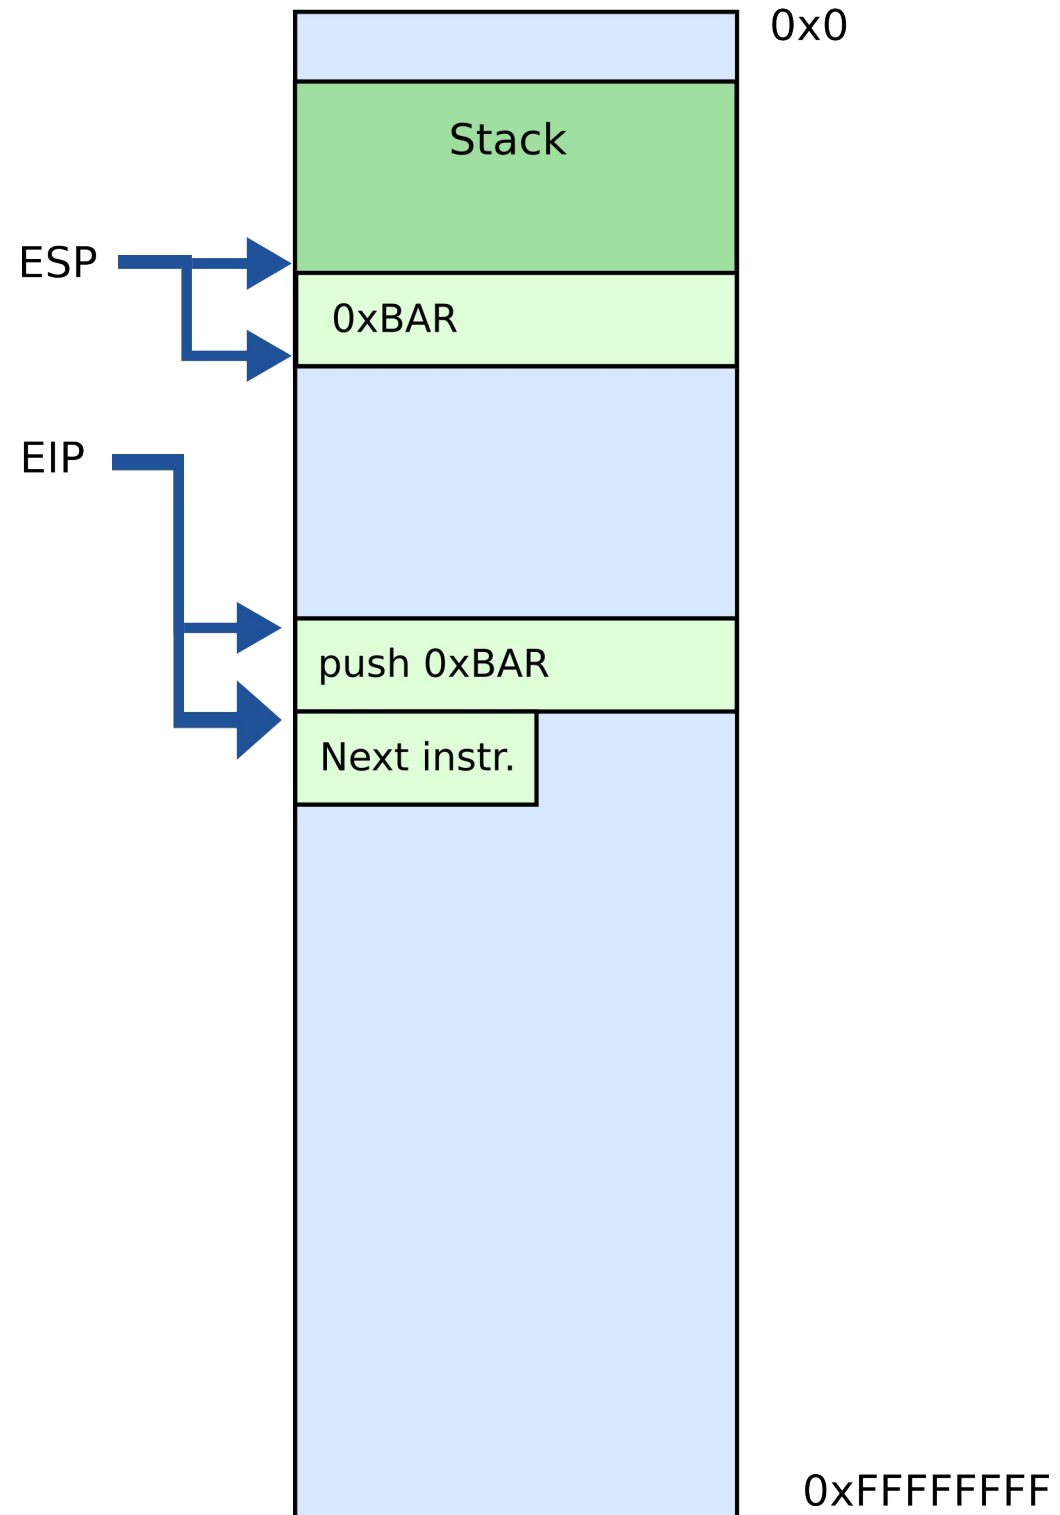 0x0
Stack
ESP
0xBAR
EIP
push 0xBAR
Next instr.
0xFFFFFFFF